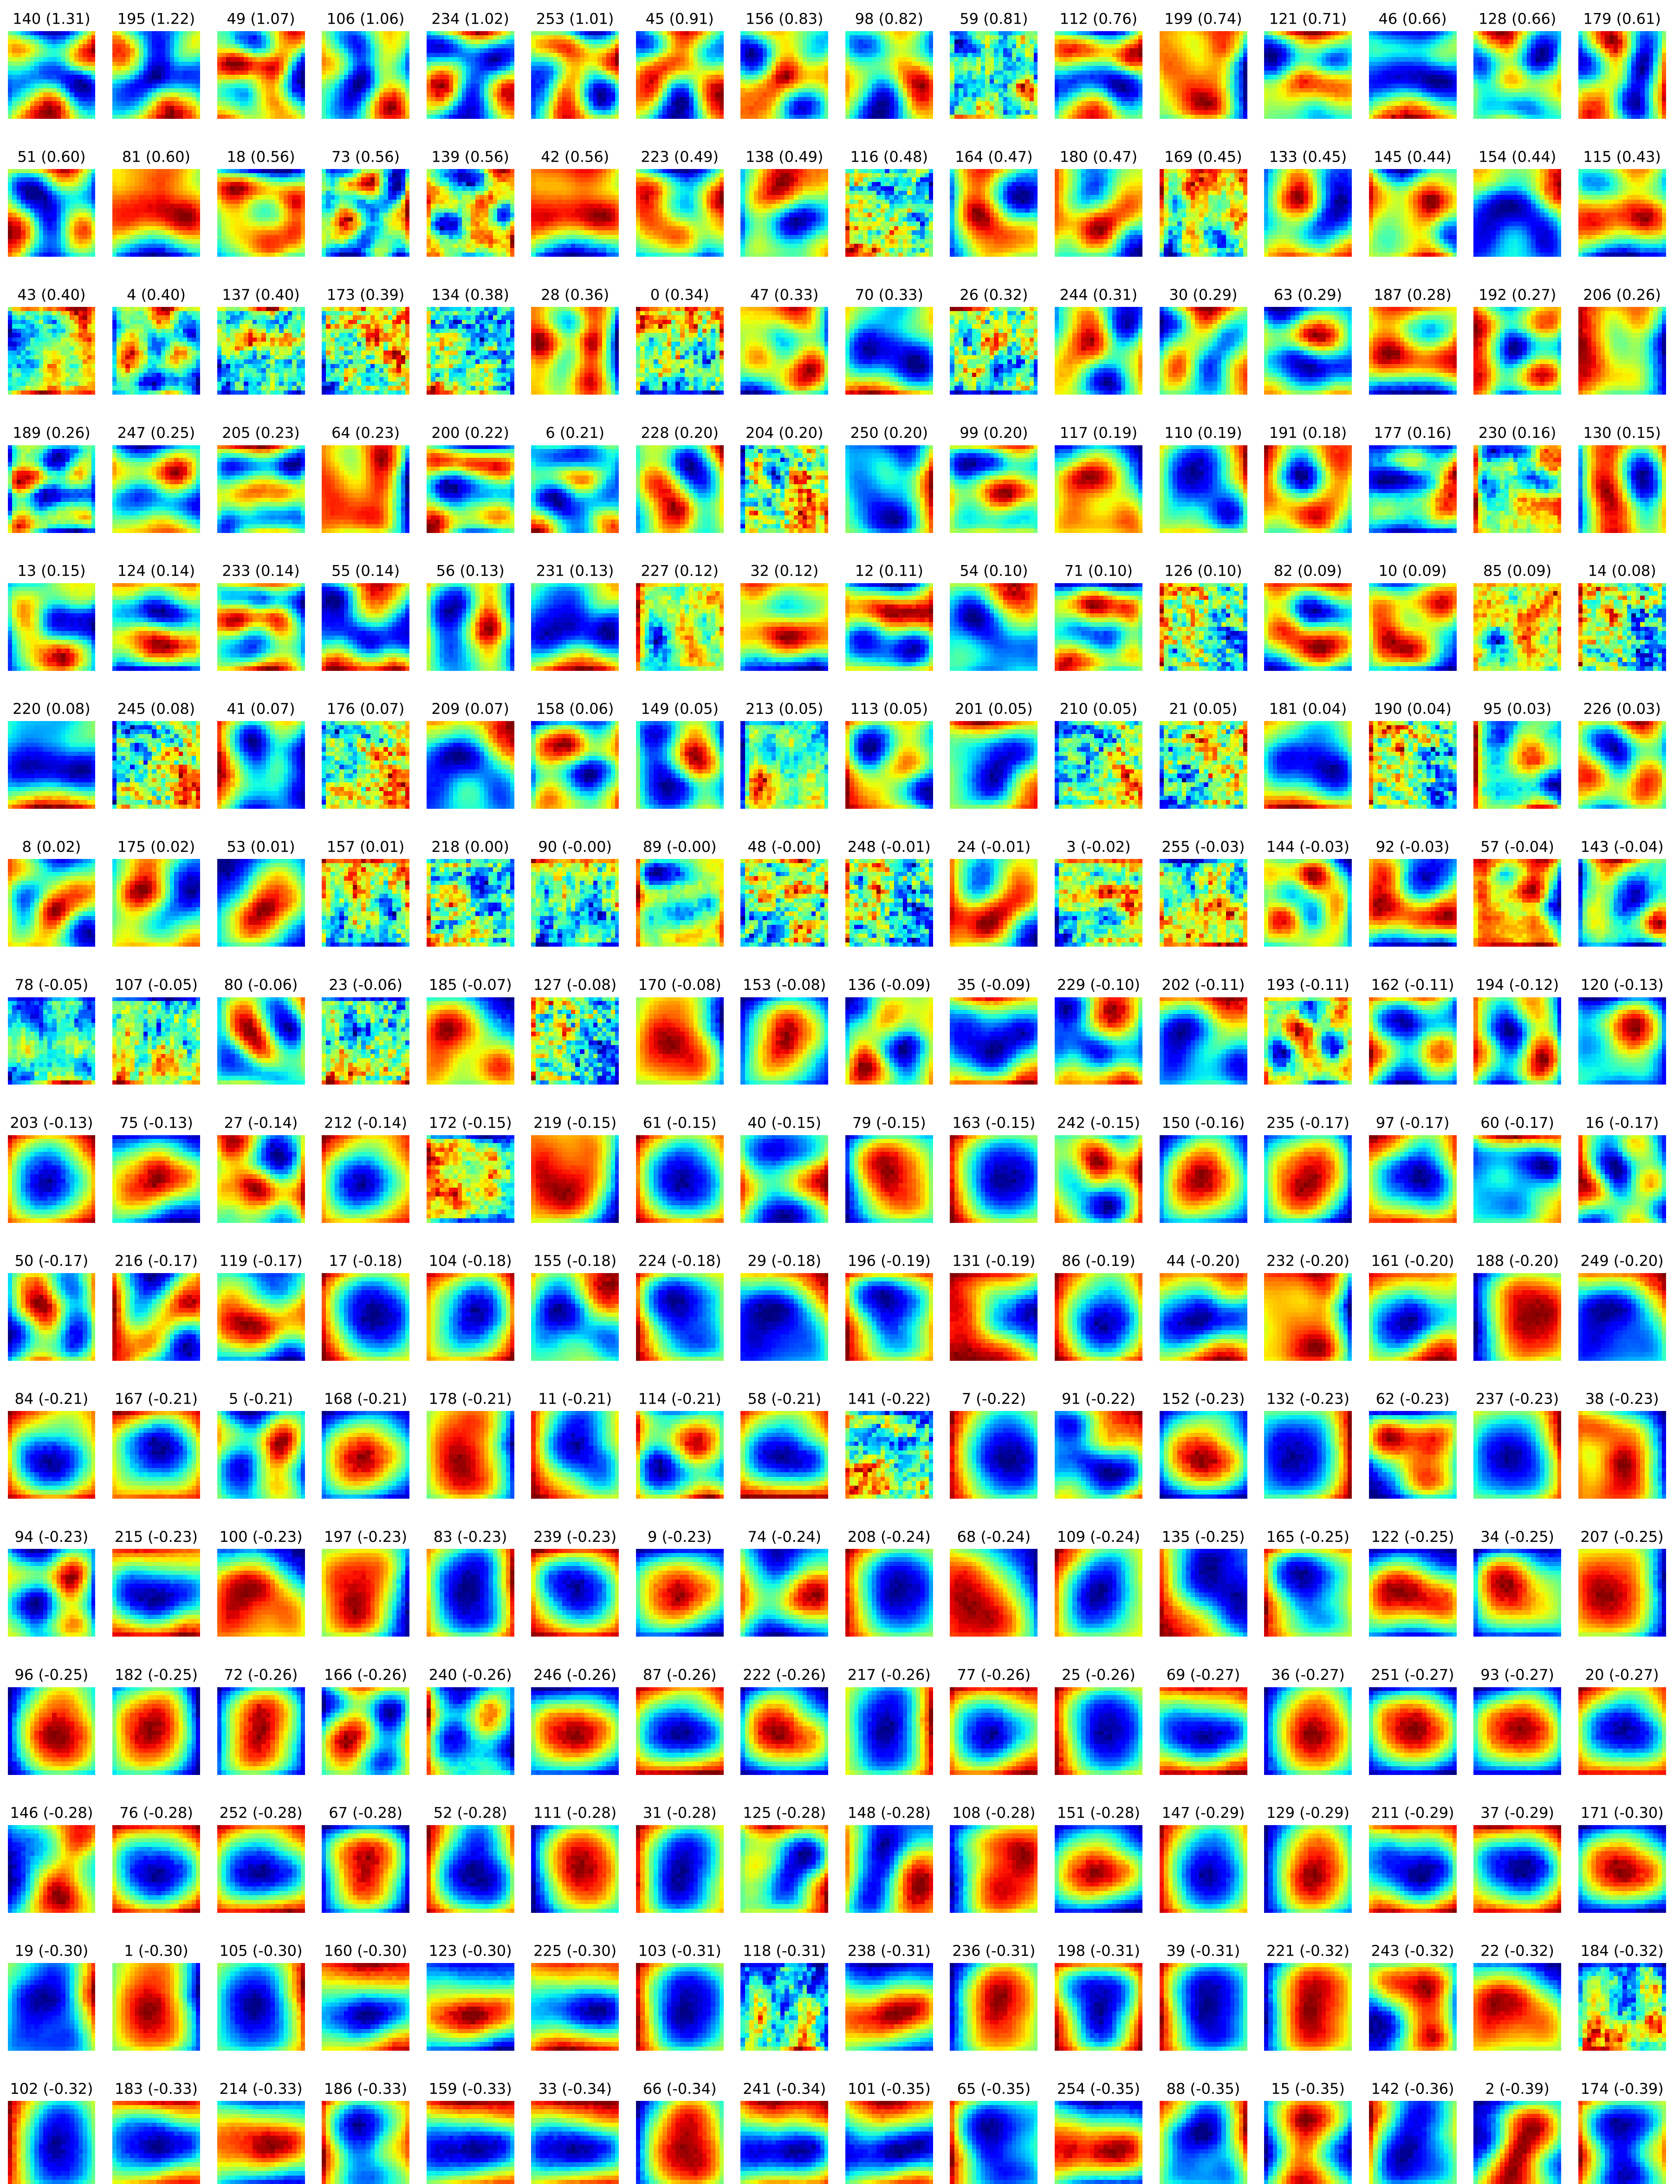 140 (1.31) 195 (1.22) 49 (1.07) 106 (1.06) 234 (1.02) 253 (1.01) 45 (0.91) 156 (0.83) 98 (0.82) 59 (0.81) 112 (0.76) 199 (0.74) 121 (0.71) 46 (0.66) 128 (0.66) 179 (0.61)
51 (0.60) 81 (0.60) 18 (0.56) 73 (0.56) 139 (0.56) 42 (0.56) 223 (0.49) 138 (0.49) 116 (0.48) 164 (0.47) 180 (0.47) 169 (0.45) 133 (0.45) 145 (0.44) 154 (0.44) 115 (0.43)
43 (0.40) 4 (0.40) 137 (0.40) 173 (0.39) 134 (0.38) 28 (0.36) 0 (0.34) 47 (0.33) 70 (0.33) 26 (0.32) 244 (0.31) 30 (0.29) 63 (0.29) 187 (0.28) 192 (0.27) 206 (0.26)
189 (0.26) 247 (0.25) 205 (0.23) 64 (0.23) 200 (0.22) 6 (0.21) 228 (0.20) 204 (0.20) 250 (0.20) 99 (0.20) 117 (0.19) 110 (0.19) 191 (0.18) 177 (0.16) 230 (0.16) 130 (0.15)
13 (0.15) 124 (0.14) 233 (0.14) 55 (0.14) 56 (0.13) 231 (0.13) 227 (0.12) 32 (0.12) 12 (0.11) 54 (0.10) 71 (0.10) 126 (0.10) 82 (0.09) 10 (0.09) 85 (0.09) 14 (0.08)
220 (0.08) 245 (0.08) 41 (0.07) 176 (0.07) 209 (0.07) 158 (0.06) 149 (0.05) 213 (0.05) 113 (0.05) 201 (0.05) 210 (0.05) 21 (0.05) 181 (0.04) 190 (0.04) 95 (0.03) 226 (0.03)
8 (0.02) 175 (0.02) 53 (0.01) 157 (0.01) 218 (0.00) 90 (-0.00) 89 (-0.00) 48 (-0.00) 248 (-0.01) 24 (-0.01) 3 (-0.02) 255 (-0.03) 144 (-0.03) 92 (-0.03) 57 (-0.04) 143 (-0.04)
78 (-0.05) 107 (-0.05) 80 (-0.06) 23 (-0.06) 185 (-0.07) 127 (-0.08) 170 (-0.08) 153 (-0.08) 136 (-0.09) 35 (-0.09) 229 (-0.10) 202 (-0.11) 193 (-0.11) 162 (-0.11) 194 (-0.12) 120 (-0.13)
203 (-0.13) 75 (-0.13) 27 (-0.14) 212 (-0.14) 172 (-0.15) 219 (-0.15) 61 (-0.15) 40 (-0.15) 79 (-0.15) 163 (-0.15) 242 (-0.15) 150 (-0.16) 235 (-0.17) 97 (-0.17) 60 (-0.17) 16 (-0.17)
50 (-0.17) 216 (-0.17) 119 (-0.17) 17 (-0.18) 104 (-0.18) 155 (-0.18) 224 (-0.18) 29 (-0.18) 196 (-0.19) 131 (-0.19) 86 (-0.19) 44 (-0.20) 232 (-0.20) 161 (-0.20) 188 (-0.20) 249 (-0.20)
84 (-0.21) 167 (-0.21) 5 (-0.21) 168 (-0.21) 178 (-0.21) 11 (-0.21) 114 (-0.21) 58 (-0.21) 141 (-0.22) 7 (-0.22) 91 (-0.22) 152 (-0.23) 132 (-0.23) 62 (-0.23) 237 (-0.23) 38 (-0.23)
94 (-0.23) 215 (-0.23) 100 (-0.23) 197 (-0.23) 83 (-0.23) 239 (-0.23) 9 (-0.23) 74 (-0.24) 208 (-0.24) 68 (-0.24) 109 (-0.24) 135 (-0.25) 165 (-0.25) 122 (-0.25) 34 (-0.25) 207 (-0.25)
96 (-0.25) 182 (-0.25) 72 (-0.26) 166 (-0.26) 240 (-0.26) 246 (-0.26) 87 (-0.26) 222 (-0.26) 217 (-0.26) 77 (-0.26) 25 (-0.26) 69 (-0.27) 36 (-0.27) 251 (-0.27) 93 (-0.27) 20 (-0.27)
146 (-0.28) 76 (-0.28) 252 (-0.28) 67 (-0.28) 52 (-0.28) 111 (-0.28) 31 (-0.28) 125 (-0.28) 148 (-0.28) 108 (-0.28) 151 (-0.28) 147 (-0.29) 129 (-0.29) 211 (-0.29) 37 (-0.29) 171 (-0.30)
19 (-0.30) 1 (-0.30) 105 (-0.30) 160 (-0.30) 123 (-0.30) 225 (-0.30) 103 (-0.31) 118 (-0.31) 238 (-0.31) 236 (-0.31) 198 (-0.31) 39 (-0.31) 221 (-0.32) 243 (-0.32) 22 (-0.32) 184 (-0.32)
102 (-0.32) 183 (-0.33) 214 (-0.33) 186 (-0.33) 159 (-0.33) 33 (-0.34) 66 (-0.34) 241 (-0.34) 101 (-0.35) 65 (-0.35) 254 (-0.35) 88 (-0.35) 15 (-0.35) 142 (-0.36) 2 (-0.39) 174 (-0.39)